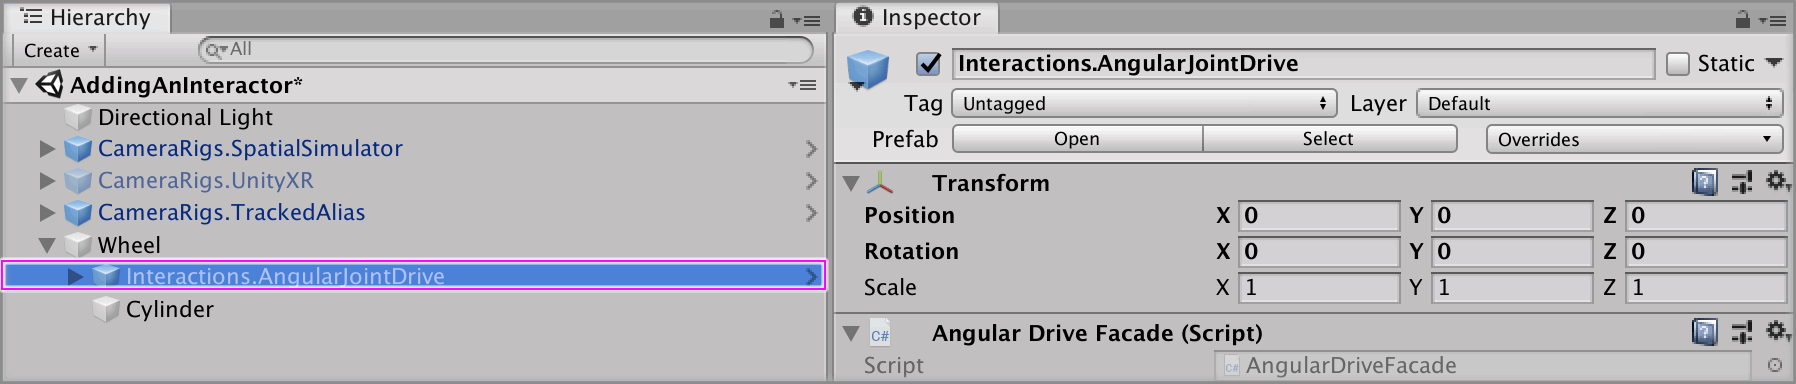 Hierarchy
Create
All
AddingAnInteractor*
Directional Light
CameraRigs.SpatialSimulator
CameraRigs.UnityXR
CameraRigs.TrackedAlias
Wheel
Interactions.AngularJointDrive
Cylinder
Inspector
Interactions.AngularJointDrive Static
Tag Untagged Layer Default
Prefab Open Select Overrides
Transform
Position X 0 Y 0 Z 0
Rotation X 0 Y 0 Z 0
Scale X 1 Y 1 Z 1
C# Angular Drive Facade (Script)
Script C# AngularDriveFacade